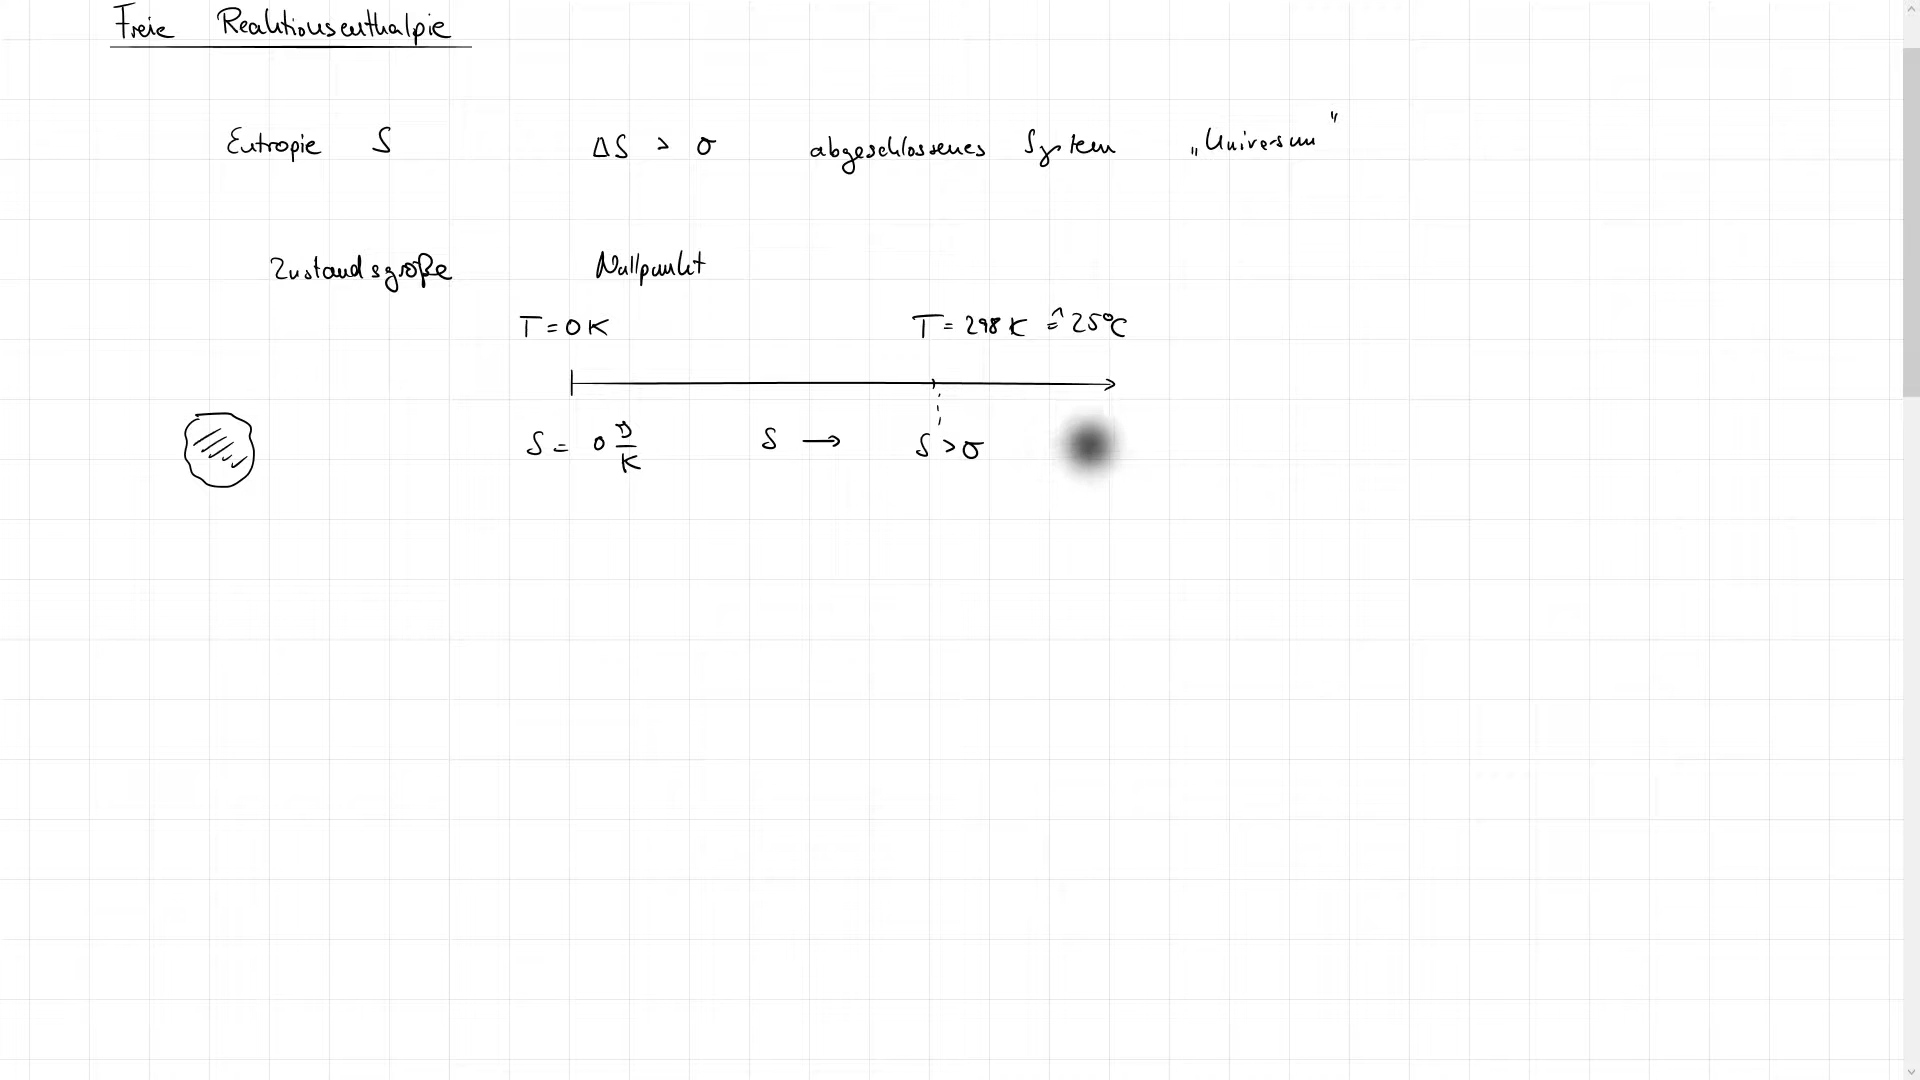 Freie Reaktionsenthalpie
Entropie S ΔS > 0 abgeschlossenes System „Universum"
Zustandsgröße Nullpunkt
T = 0 K T = 298 K ≙ 25°C
S = 0 J/K S → S > 0